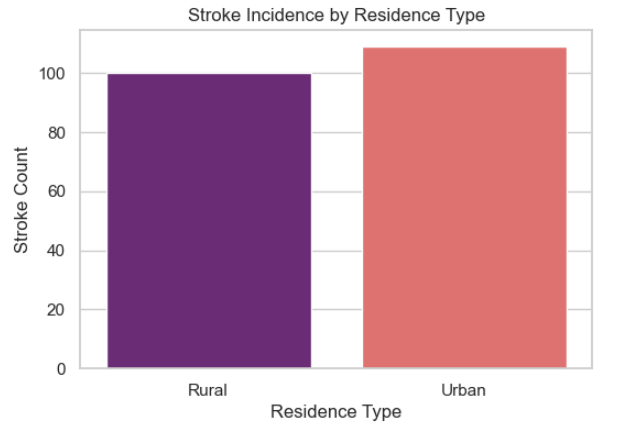 Stroke Incidence by Residence Type
Stroke Count
100
80
60
40
20
0
Rural
Urban
Residence Type